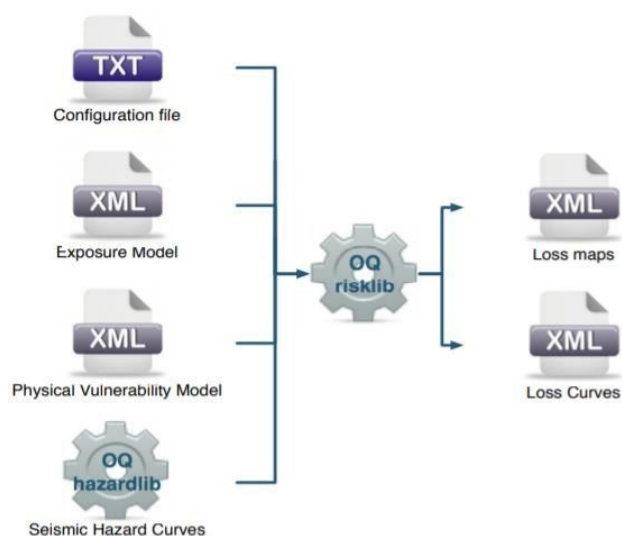 TXT
Configuration file
XML
Exposure Model
XML
Physical Vulnerability Model
OQ
hazardlib
Seismic Hazard Curves
OQ
risklib
XML
Loss maps
XML
Loss Curves